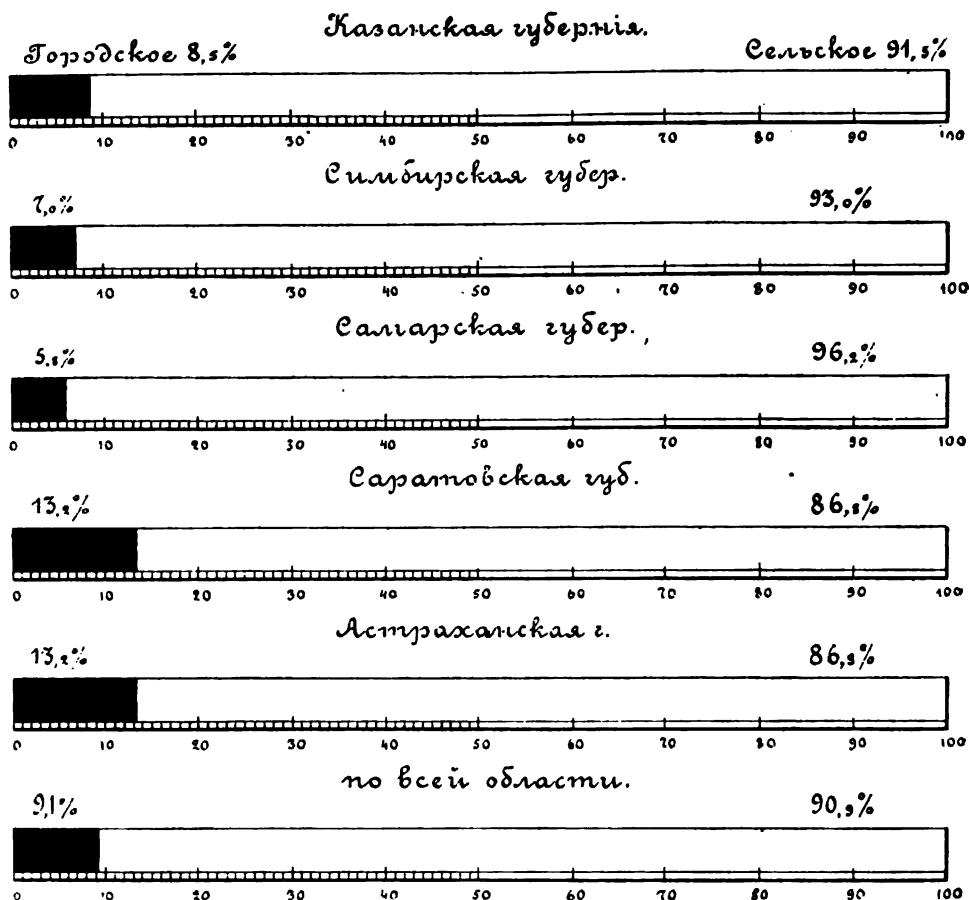 Казанская губернія.
Городское 8,5% Сельское 91,5%
0 10 20 30 40 50 60 70 80 90 100
Симбирская губер.
7,0% 93,0%
0 10 20 30 40 50 60 70 80 90 100
Самарская губер.
5,8% 96,2%
0 10 20 30 40 50 60 70 80 90 100
Саратовская губ.
13,2% 86,8%
0 10 20 30 40 50 60 70 80 90 100
Астраханская г.
13,2% 86,8%
0 10 20 30 40 50 60 70 80 90 100
по всей области.
9,1% 90,9%
0 10 20 30 40 50 60 70 80 90 100